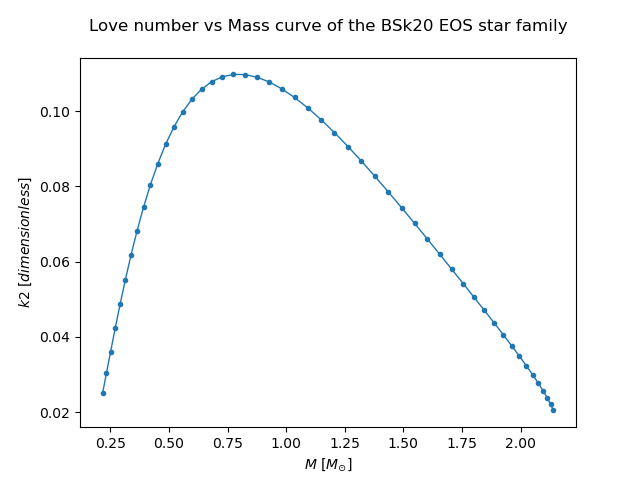 Love number vs Mass curve of the BSk20 EOS star family
k2 [dimensionless]
0.10
0.08
0.06
0.04
0.02
0.25 0.50 0.75 1.00 1.25 1.50 1.75 2.00
M [M⊙]